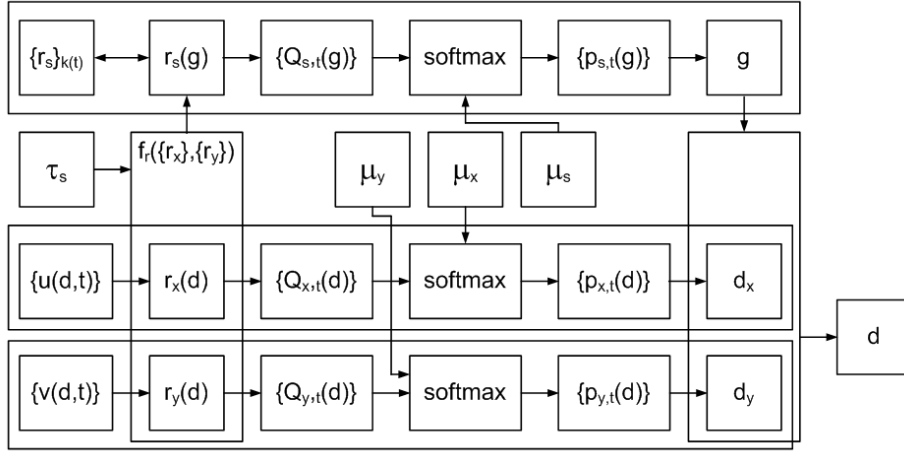 {r_s}_k(t) r_s(g) {Q_s,t(g)} softmax {p_s,t(g)} g
τ_s f_r({r_x},{r_y}) μ_y μ_x μ_s
{u(d,t)} r_x(d) {Q_x,t(d)} softmax {p_x,t(d)} d_x
d
{v(d,t)} r_y(d) {Q_y,t(d)} softmax {p_y,t(d)} d_y